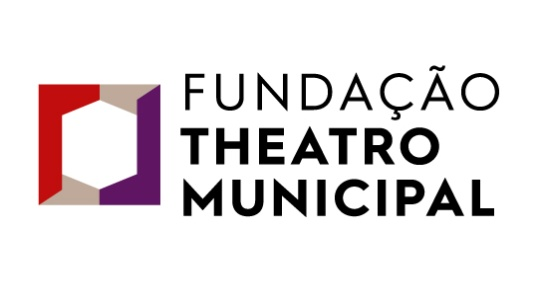 FUNDAÇÃO
THEATRO
MUNICIPAL